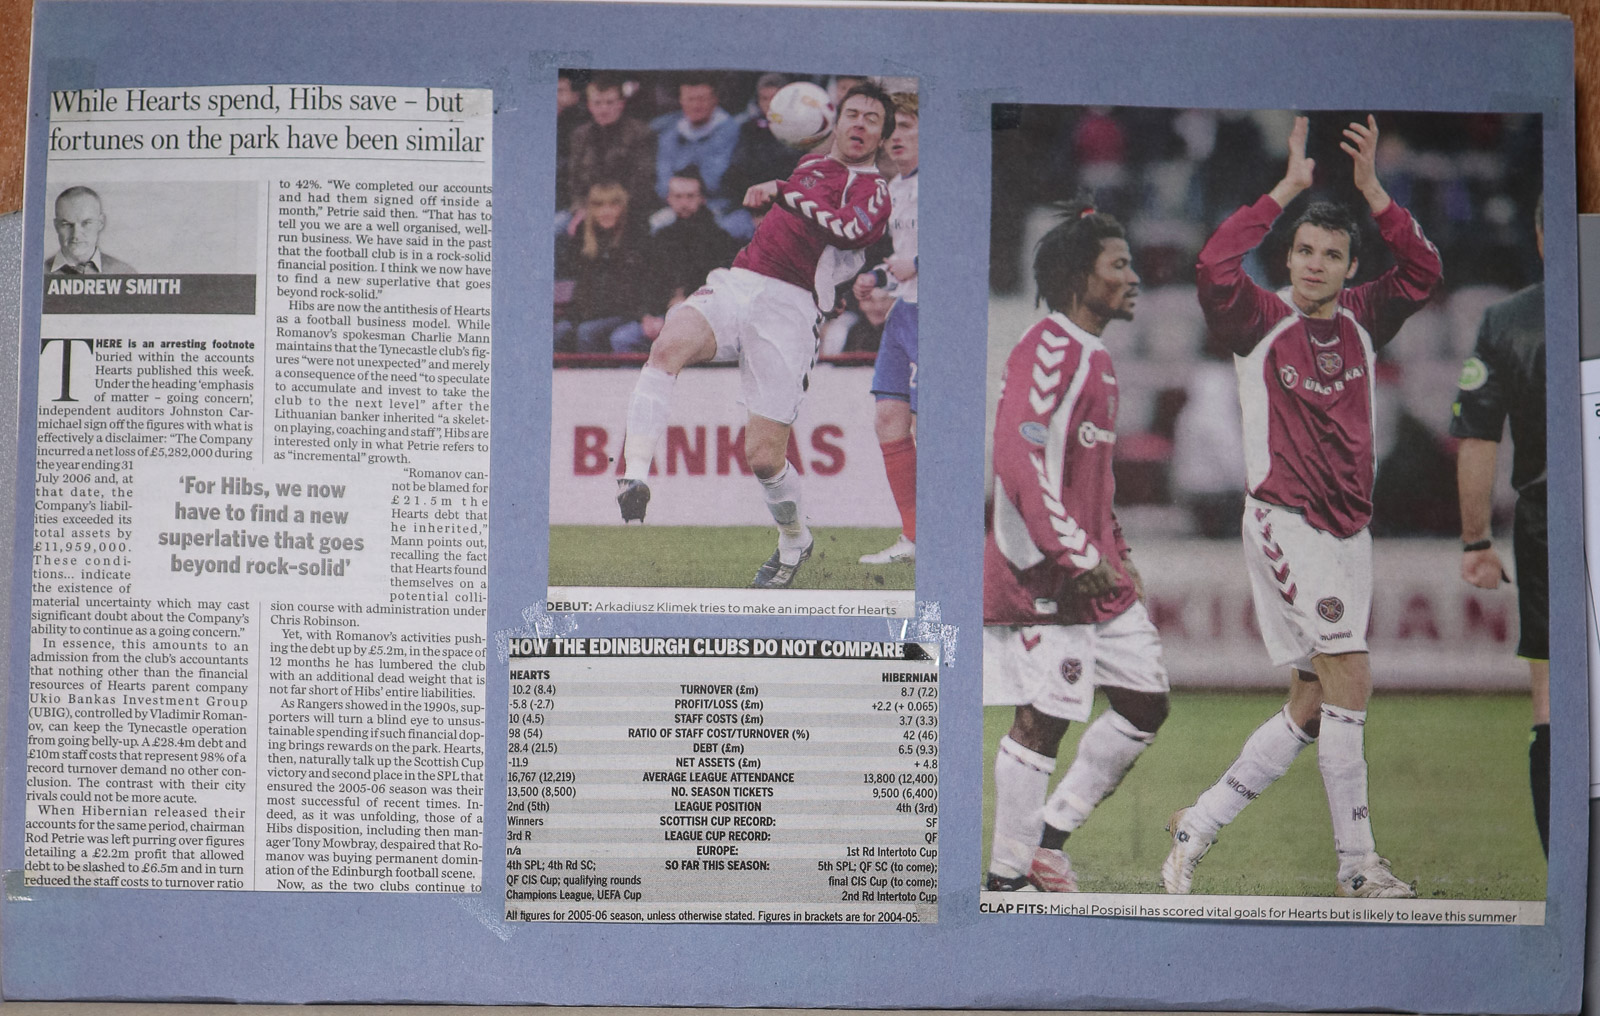 While Hearts spend, Hibs save – but
fortunes on the park have been similar
ANDREW SMITH
THERE is an arresting footnote
buried within the accounts
Hearts published this week.
Under the heading ‘emphasis
of matter – going concern’,
independent auditors Johnston Car-
michael sign off the figures with what is
effectively a disclaimer: “The Company
incurred a net loss of £5,282,000 during
the year ending 31
July 2006 and, at
that date, the
Company’s liabil-
ities exceeded its
total assets by
£11,959,000.
These condi-
tions... indicate
the existence of
material uncertainty which may cast
significant doubt about the Company’s
ability to continue as a going concern.”
In essence, this amounts to an
admission from the club’s accountants
that nothing other than the financial
resources of Hearts parent company
Ukio Bankas Investment Group
(UBIG), controlled by Vladimir Roman-
ov, can keep the Tynecastle operation
from going belly-up. A £28.4m debt and
£10m staff costs that represent 98% of a
record turnover demand no other con-
clusion. The contrast with their city
rivals could not be more acute.
When Hibernian released their
accounts for the same period, chairman
Rod Petrie was left purring over figures
detailing a £2.2m profit that allowed
debt to be slashed to £6.5m and in turn
reduced the staff costs to turnover ratio
‘For Hibs, we now
have to find a new
superlative that goes
beyond rock-solid’
to 42%. “We completed our accounts
and had them signed off inside a
month,” Petrie said then. “That has to
tell you we are a well organised, well-
run business. We have said in the past
that the football club is in a rock-solid
financial position. I think we now have
to find a new superlative that goes
beyond rock-solid.”
Hibs are now the antithesis of Hearts
as a football business model. While
Romanov’s spokesman Charlie Mann
maintains that the Tynecastle club’s fig-
ures “were not unexpected” and merely
a consequence of the need “to speculate
to accumulate and invest to take the
club to the next level” after the
Lithuanian banker inherited “a skelet-
on playing, coaching and staff”, Hibs are
interested only in what Petrie refers to
as “incremental” growth.
“Romanov can-
not be blamed for
£21.5m the
Hearts debt that
he inherited,”
Mann points out,
recalling the fact
that Hearts found
themselves on a
potential colli-
sion course with administration under
Chris Robinson.
Yet, with Romanov’s activities push-
ing the debt up by £5.2m, in the space of
12 months he has lumbered the club
with an additional dead weight that is
not far short of Hibs’ entire liabilities.
As Rangers showed in the 1990s, sup-
porters will turn a blind eye to unsus-
tainable spending if such financial dop-
ing brings rewards on the park. Hearts,
then, naturally talk up the Scottish Cup
victory and second place in the SPL that
ensured the 2005-06 season was their
most successful of recent times. In-
deed, as it was unfolding, those of a
Hibs disposition, including then man-
ager Tony Mowbray, despaired that Ro-
manov was buying permanent domin-
ation of the Edinburgh football scene.
Now, as the two clubs continue to
BANKAS
DEBUT: Arkadiusz Klimek tries to make an impact for Hearts
HOW THE EDINBURGH CLUBS DO NOT COMPARE
HEARTS HIBERNIAN
10.2 (8.4) TURNOVER (£m) 8.7 (7.2)
-5.8 (-2.7) PROFIT/LOSS (£m) +2.2 (+ 0.065)
10 (4.5) STAFF COSTS (£m) 3.7 (3.3)
98 (54) RATIO OF STAFF COST/TURNOVER (%) 42 (46)
28.4 (21.5) DEBT (£m) 6.5 (9.3)
-11.9 NET ASSETS (£m) + 4.8
16,767 (12,219) AVERAGE LEAGUE ATTENDANCE 13,800 (12,400)
13,500 (8,500) NO. SEASON TICKETS 9,500 (6,400)
2nd (5th) LEAGUE POSITION 4th (3rd)
Winners SCOTTISH CUP RECORD: SF
3rd R LEAGUE CUP RECORD: QF
n/a EUROPE: 1st Rd Intertoto Cup
4th SPL; 4th Rd SC; SO FAR THIS SEASON: 5th SPL; QF SC (to come);
QF CIS Cup; qualifying rounds final CIS Cup (to come);
Champions League, UEFA Cup 2nd Rd Intertoto Cup
All figures for 2005-06 season, unless otherwise stated. Figures in brackets are for 2004-05.
hummel
CLAP FITS: Michal Pospisil has scored vital goals for Hearts but is likely to leave this summer